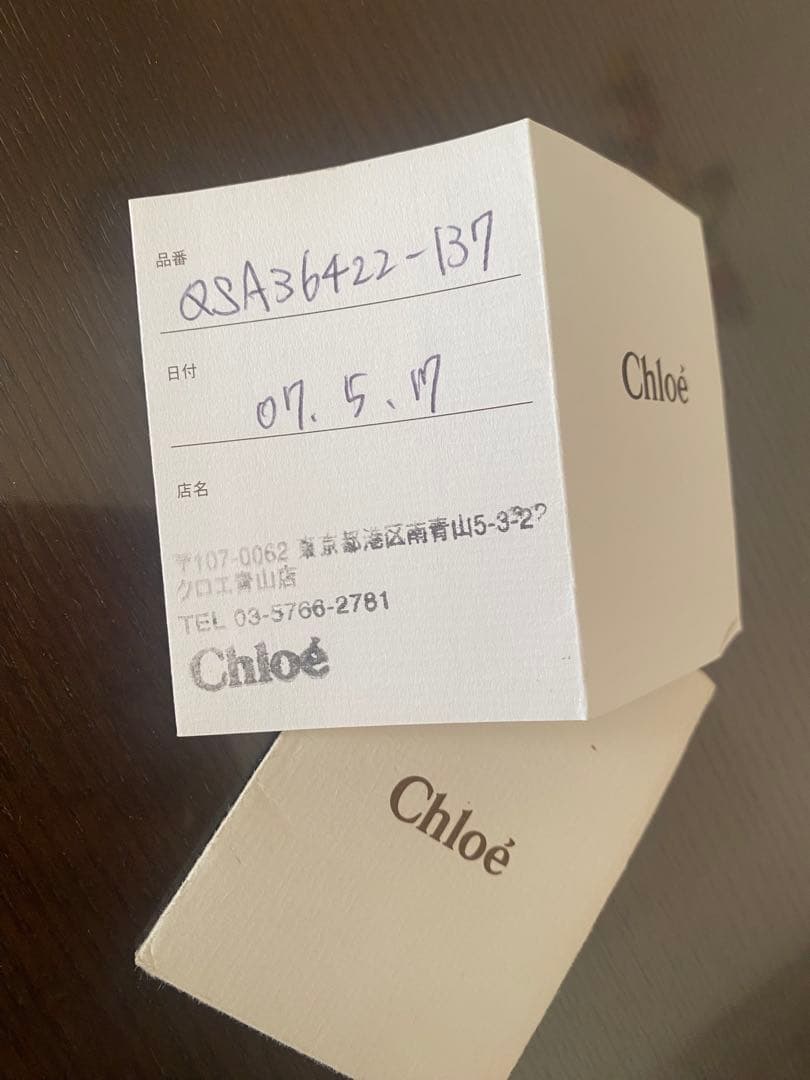 品番
QSA36422-137
日付
07.5.17
店名
〒107-0062 東京都港区南青山5-3-2
クロエ青山店
TEL 03-5766-2781
Chloé
Chloé
Chloé